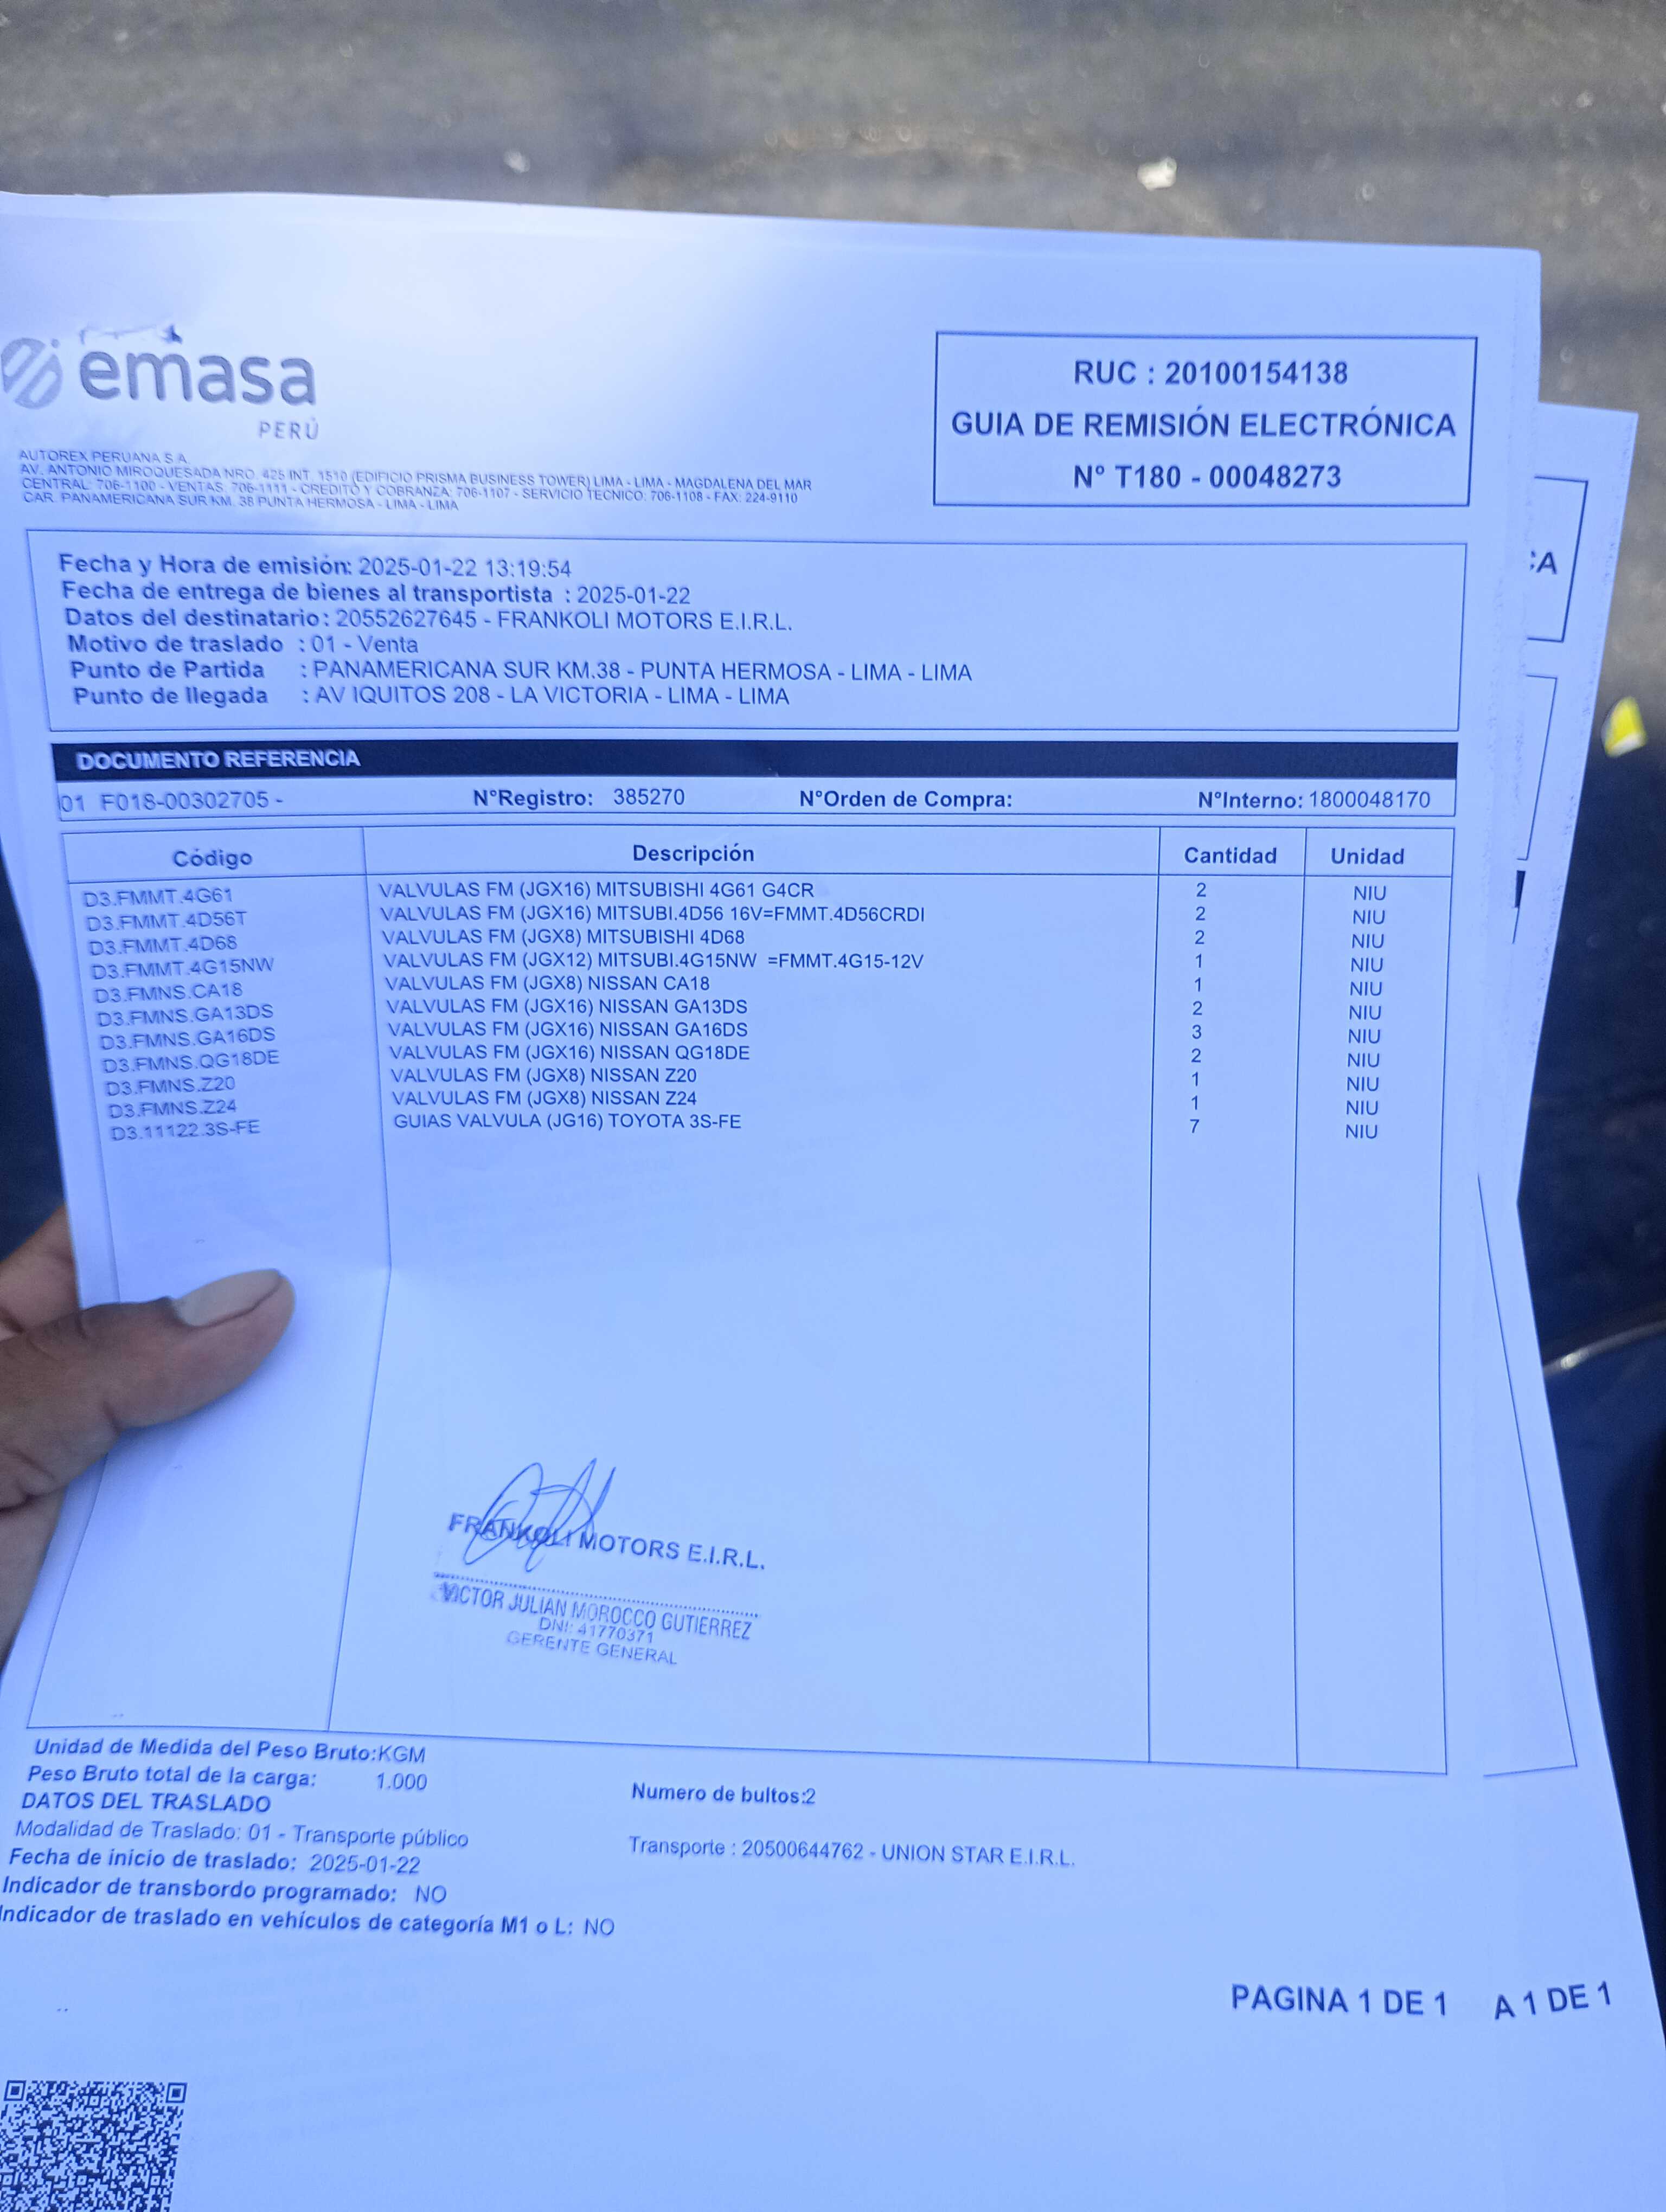 emasa
PERÚ
AUTOREX PERUANA S.A.
AV. ANTONIO MIROQUESADA NRO. 425 INT. 1510 (EDIFICIO PRISMA BUSINESS TOWER) LIMA - LIMA - MAGDALENA DEL MAR
CENTRAL: 706-1100 - VENTAS: 706-1111 - CREDITO Y COBRANZA: 706-1107 - SERVICIO TECNICO: 706-1108 - FAX: 224-9110
CAR. PANAMERICANA SUR KM. 38 PUNTA HERMOSA - LIMA - LIMA
RUC : 20100154138
GUIA DE REMISIÓN ELECTRÓNICA
N° T180 - 00048273
Fecha y Hora de emisión: 2025-01-22 13:19:54
Fecha de entrega de bienes al transportista : 2025-01-22
Datos del destinatario: 20552627645 - FRANKOLI MOTORS E.I.R.L.
Motivo de traslado : 01 - Venta
Punto de Partida : PANAMERICANA SUR KM.38 - PUNTA HERMOSA - LIMA - LIMA
Punto de llegada : AV IQUITOS 208 - LA VICTORIA - LIMA - LIMA
DOCUMENTO REFERENCIA
01 F018-00302705 - N°Registro: 385270 N°Orden de Compra: N°Interno: 1800048170
Código Descripción Cantidad Unidad
D3.FMMT.4G61 VALVULAS FM (JGX16) MITSUBISHI 4G61 G4CR 2 NIU
D3.FMMT.4D56T VALVULAS FM (JGX16) MITSUBI.4D56 16V=FMMT.4D56CRDI 2 NIU
D3.FMMT.4D68 VALVULAS FM (JGX8) MITSUBISHI 4D68 2 NIU
D3.FMMT.4G15NW VALVULAS FM (JGX12) MITSUBI.4G15NW =FMMT.4G15-12V 1 NIU
D3.FMNS.CA18 VALVULAS FM (JGX8) NISSAN CA18 1 NIU
D3.FMNS.GA13DS VALVULAS FM (JGX16) NISSAN GA13DS 2 NIU
D3.FMNS.GA16DS VALVULAS FM (JGX16) NISSAN GA16DS 3 NIU
D3.FMNS.QG18DE VALVULAS FM (JGX16) NISSAN QG18DE 2 NIU
D3.FMNS.Z20 VALVULAS FM (JGX8) NISSAN Z20 1 NIU
D3.FMNS.Z24 VALVULAS FM (JGX8) NISSAN Z24 1 NIU
D3.11122.3S-FE GUIAS VALVULA (JG16) TOYOTA 3S-FE 7 NIU
FRANKOLI MOTORS E.I.R.L.
VICTOR JULIAN MOROCCO GUTIERREZ
DNI: 41770371
GERENTE GENERAL
Unidad de Medida del Peso Bruto:KGM
Peso Bruto total de la carga: 1.000
Numero de bultos:2
DATOS DEL TRASLADO
Modalidad de Traslado: 01 - Transporte público
Transporte : 20500644762 - UNION STAR E.I.R.L.
Fecha de inicio de traslado: 2025-01-22
Indicador de transbordo programado: NO
Indicador de traslado en vehículos de categoría M1 o L: NO
PAGINA 1 DE 1
A 1 DE 1
CA